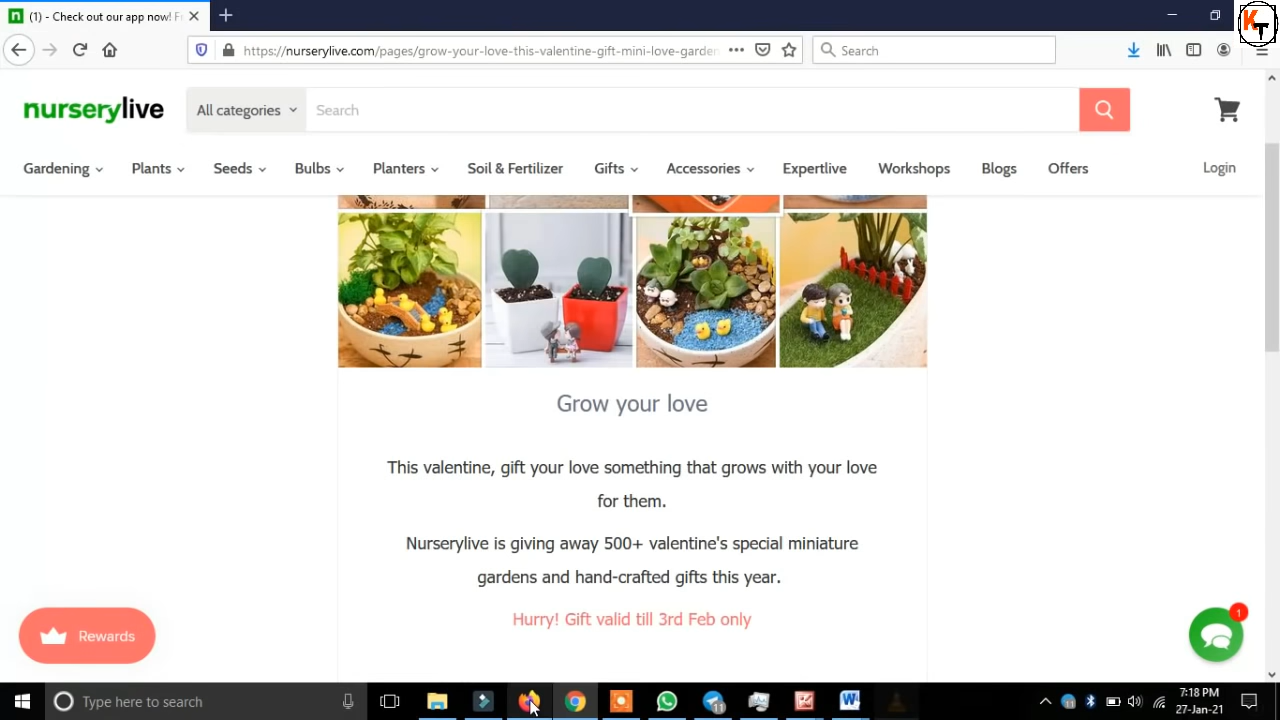 (1) - Check out our app now! Fr
KT
https://nurserylive.com/pages/grow-your-love-this-valentine-gift-mini-love-garden
Search
nurserylive
All categories
Search
Gardening
Plants
Seeds
Bulbs
Planters
Soil & Fertilizer
Gifts
Accessories
Expertlive
Workshops
Blogs
Offers
Login
Grow your love
This valentine, gift your love something that grows with your love
for them.
Nurserylive is giving away 500+ valentine's special miniature
gardens and hand-crafted gifts this year.
Hurry! Gift valid till 3rd Feb only
Rewards
1
Type here to search
11
7:18 PM
27-Jan-21